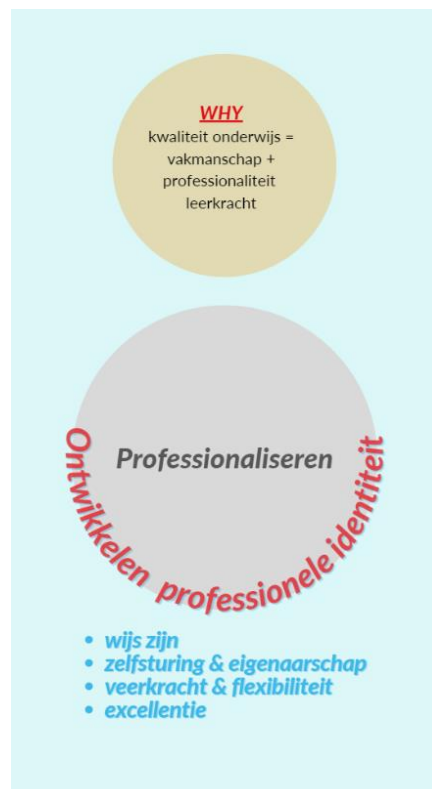 WHY
kwaliteit onderwijs =
vakmanschap +
professionaliteit
leerkracht
Professionaliseren
Ontwikkelen professionele identiteit
• wijs zijn
• zelfsturing & eigenaarschap
• veerkracht & flexibiliteit
• excellentie